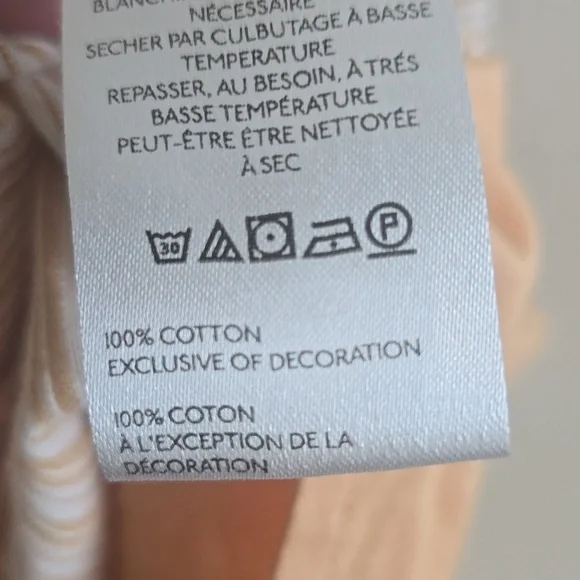 NÉCESSAIRE
SECHER PAR CULBUTAGE À BASSE
TEMPERATURE
REPASSER, AU BESOIN, À TRÉS
BASSE TEMPÉRATURE
PEUT-ÊTRE ÊTRE NETTOYÉE
À SEC
30 P
100% COTTON
EXCLUSIVE OF DECORATION
100% COTON
À L'EXCEPTION DE LA
DÉCORATION